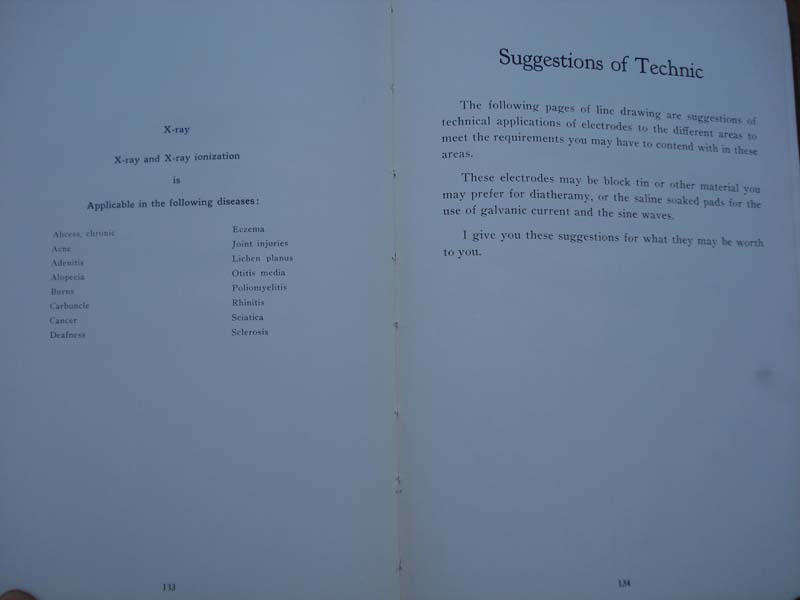 X-ray
X-ray and X-ray ionization
is
Applicable in the following diseases:
Abcess, chronic
Acne
Adenitis
Alopecia
Burns
Carbuncle
Cancer
Deafness
Eczema
Joint injuries
Lichen planus
Otitis media
Poliomyelitis
Rhinitis
Sciatica
Sclerosis
133
Suggestions of Technic
The following pages of line drawing are suggestions of
technical applications of electrodes to the different areas to
meet the requirements you may have to contend with in these
areas.
These electrodes may be block tin or other material you
may prefer for diatheramy, or the saline soaked pads for the
use of galvanic current and the sine waves.
I give you these suggestions for what they may be worth
to you.
134